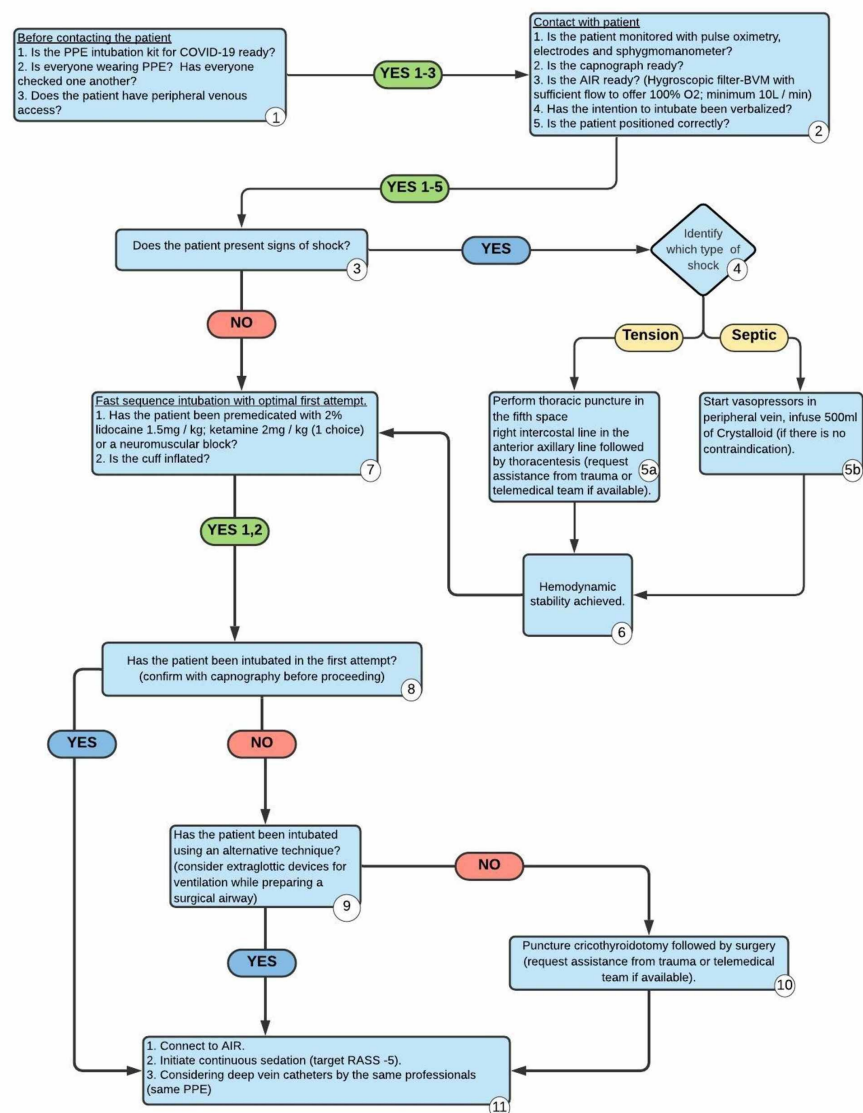 Before contacting the patient
1. Is the PPE intubation kit for COVID-19 ready?
2. Is everyone wearing PPE? Has everyone
checked one another?
3. Does the patient have peripheral venous
access?
1
YES 1-3
Contact with patient
1. Is the patient monitored with pulse oximetry,
electrodes and sphygmomanometer?
2. Is the capnograph ready?
3. Is the AIR ready? (Hygroscopic filter-BVM with
sufficient flow to offer 100% O2; minimum 10L / min)
4. Has the intention to intubate been verbalized?
5. Is the patient positioned correctly?
2
YES 1-5
Does the patient present signs of shock?
3
YES
Identify
which type of
shock
4
NO
Tension
Septic
Fast sequence intubation with optimal first attempt.
1. Has the patient been premedicated with 2%
lidocaine 1.5mg / kg; ketamine 2mg / kg (1 choice)
or a neuromuscular block?
2. Is the cuff inflated?
7
Perform thoracic puncture in
the fifth space
right intercostal line in the
anterior axillary line followed
by thoracentesis (request
assistance from trauma or
telemedical team if available).
5a
Start vasopressors in
peripheral vein, infuse 500ml
of Crystalloid (if there is no
contraindication).
5b
YES 1,2
Hemodynamic
stability achieved.
6
Has the patient been intubated in the first attempt?
(confirm with capnography before proceeding)
8
YES
NO
Has the patient been intubated
using an alternative technique?
(consider extraglottic devices for
ventilation while preparing a
surgical airway)
9
NO
YES
Puncture cricothyroidotomy followed by surgery
(request assistance from trauma or telemedical
team if available).
10
1. Connect to AIR.
2. Initiate continuous sedation (target RASS -5).
3. Considering deep vein catheters by the same professionals
(same PPE)
11